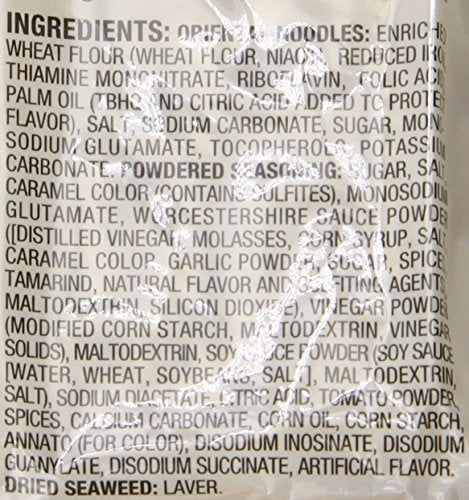 INGREDIENTS: ORIENTAL NOODLES: ENRICHED
WHEAT FLOUR (WHEAT FLOUR, NIACIN, REDUCED IRON,
THIAMINE MONONITRATE, RIBOFLAVIN, FOLIC ACID),
PALM OIL (TBHQ AND CITRIC ACID ADDED TO PROTECT
FLAVOR), SALT, SODIUM CARBONATE, SUGAR, MONO-
SODIUM GLUTAMATE, TOCOPHEROLS, POTASSIUM
CARBONATE. POWDERED SEASONING: SUGAR, SALT,
CARAMEL COLOR (CONTAINS SULFITES), MONOSODIUM
GLUTAMATE, WORCESTERSHIRE SAUCE POWDER
([DISTILLED VINEGAR, MOLASSES, CORN SYRUP, SALT,
CARAMEL COLOR, GARLIC POWDER, SUGAR, SPICES,
TAMARIND, NATURAL FLAVOR AND SULFITING AGENTS],
MALTODEXTRIN, SILICON DIOXIDE), VINEGAR POWDER
(MODIFIED CORN STARCH, MALTODEXTRIN, VINEGAR
SOLIDS), MALTODEXTRIN, SOY SAUCE POWDER (SOY SAUCE
[WATER, WHEAT, SOYBEANS, SALT], MALTODEXTRIN,
SALT), SODIUM DIACETATE, CITRIC ACID, TOMATO POWDER,
SPICES, CALCIUM CARBONATE, CORN OIL, CORN STARCH,
ANNATO (FOR COLOR), DISODIUM INOSINATE, DISODIUM
GUANYLATE, DISODIUM SUCCINATE, ARTIFICIAL FLAVOR.
DRIED SEAWEED: LAVER.